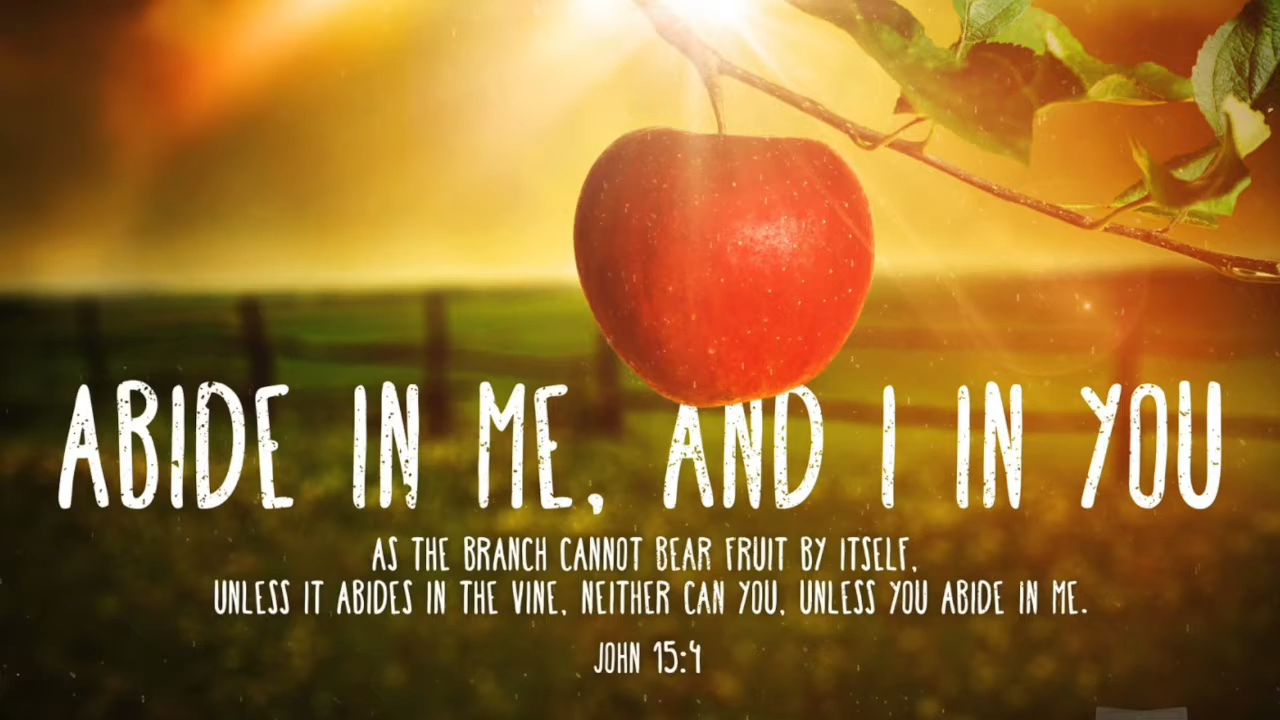 ABIDE IN ME, AND I IN YOU
AS THE BRANCH CANNOT BEAR FRUIT BY ITSELF,
UNLESS IT ABIDES IN THE VINE, NEITHER CAN YOU, UNLESS YOU ABIDE IN ME.
JOHN 15:4